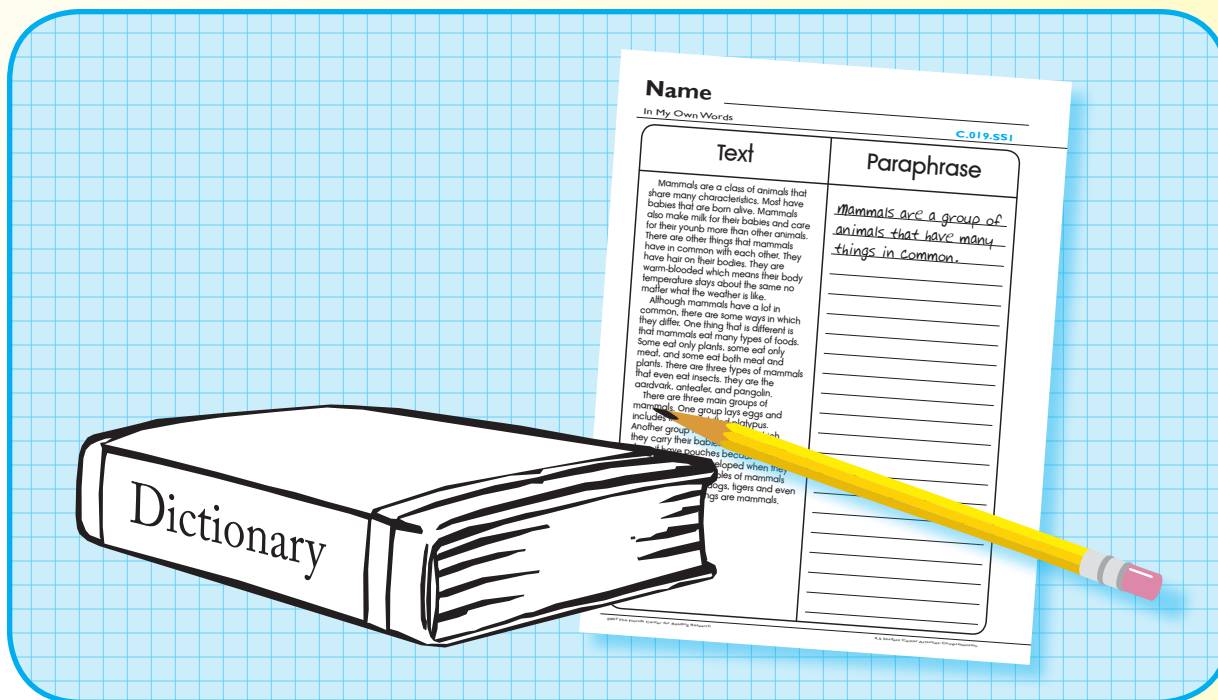 Name
In My Own Words
C.019.SS1
Text
Mammals are a class of animals that
share many characteristics. Most have
babies that are born alive. Mammals
also make milk for their babies and care
for their younb more than other animals.
There are other things that mammals
have in common with each other. They
have hair on their bodies. They are
warm-blooded which means their body
temperature stays about the same no
matter what the weather is like.
Although mammals have a lot in
common, there are some ways in which
they differ. One thing that is different is
that mammals eat many types of foods.
Some eat only plants, some eat only
meat, and some eat both meat and
plants. There are three types of mammals
that even eat insects. They are the
aardvark, anteater, and pangolin.
There are three main groups of
mammals. One group lays eggs and
includes platypus.
Another group
they carry their
have pouches
when they
of mammals
dogs, tigers and even
are mammals.
Paraphrase
Mammals are a group of
animals that have many
things in common.
Dictionary